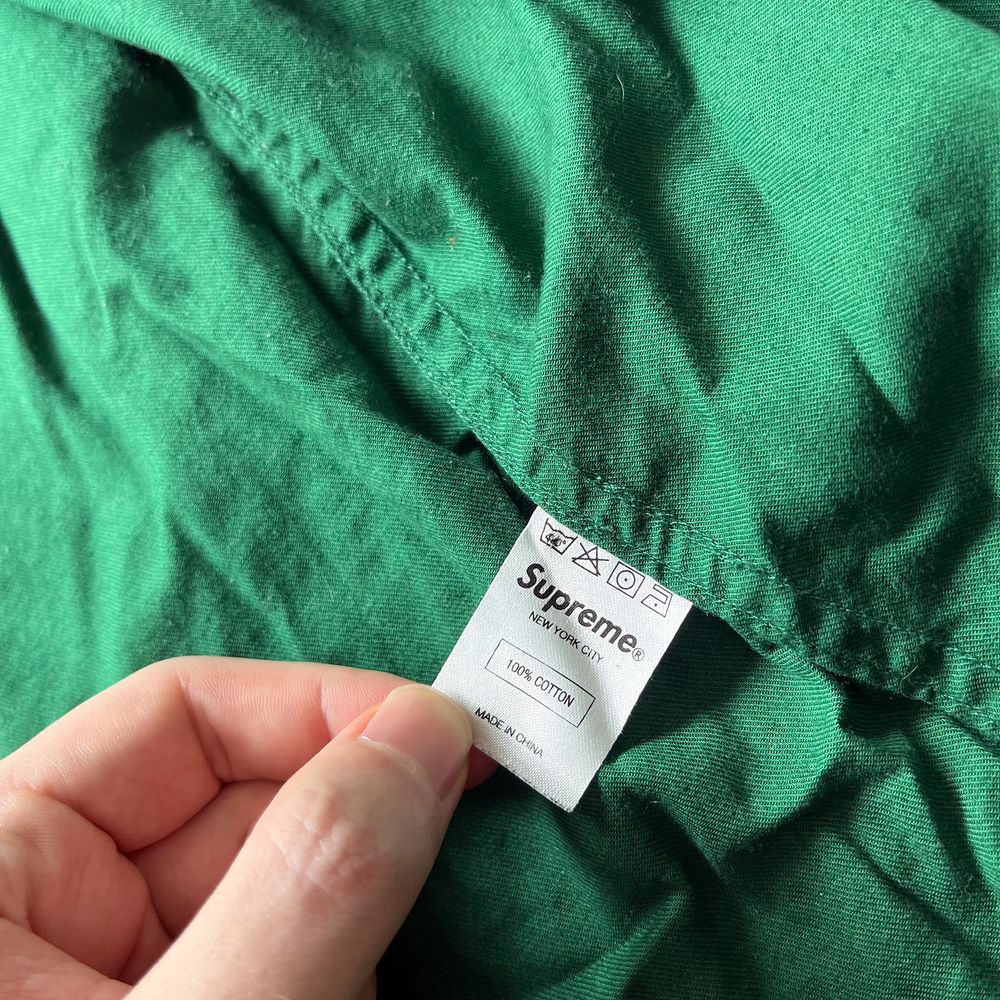 Supreme®
NEW YORK CITY
100% COTTON
MADE IN CHINA